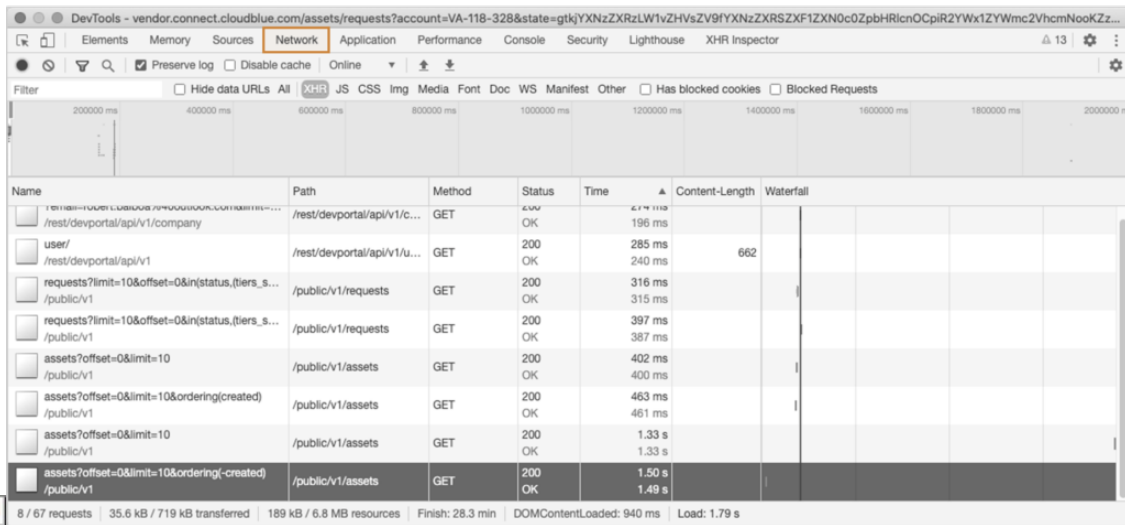 DevTools - vendor.connect.cloudblue.com/assets/requests?account=VA-118-328&state=gtkjYXNzZXRzLW1vZHVsZV9fYXNzZXRSZXF1ZXN0c0ZpbHRlcnOCpiR2YWx1ZYWmc2VhcmNooKZz...
Elements Memory Sources Network Application Performance Console Security Lighthouse XHR Inspector 13
Preserve log Disable cache Online
Filter Hide data URLs All XHR JS CSS Img Media Font Doc WS Manifest Other Has blocked cookies Blocked Requests
200000 ms 400000 ms 600000 ms 800000 ms 1000000 ms 1200000 ms 1400000 ms 1600000 ms 1800000 ms 2000000
Name Path Method Status Time Content-Length Waterfall
/rest/devportal/api/v1/c... GET 200 274 ms
/rest/devportal/api/v1/company OK 196 ms
user/ /rest/devportal/api/v1/u... GET 200 285 ms 662
/rest/devportal/api/v1 OK 240 ms
requests?limit=10&offset=0&in(status,(tiers_s... /public/v1/requests GET 200 316 ms
/public/v1 OK 315 ms
requests?limit=10&offset=0&in(status,(tiers_s... /public/v1/requests GET 200 397 ms
/public/v1 OK 387 ms
assets?offset=0&limit=10 /public/v1/assets GET 200 402 ms
/public/v1 OK 400 ms
assets?offset=0&limit=10&ordering(created) /public/v1/assets GET 200 463 ms
/public/v1 OK 461 ms
assets?offset=0&limit=10 /public/v1/assets GET 200 1.33 s
/public/v1 OK 1.33 s
assets?offset=0&limit=10&ordering(-created) /public/v1/assets GET 200 1.50 s
/public/v1 OK 1.49 s
8 / 67 requests 35.6 kB / 719 kB transferred 189 kB / 6.8 MB resources Finish: 28.3 min DOMContentLoaded: 940 ms Load: 1.79 s